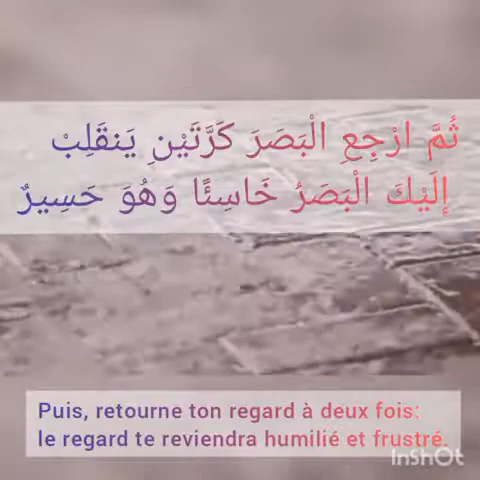 ثُمَّ ارْجِعِ الْبَصَرَ كَرَّتَيْنِ يَنقَلِبْ
إِلَيْكَ الْبَصَرُ خَاسِئًا وَهُوَ حَسِيرٌ
Puis, retourne ton regard à deux fois:
le regard te reviendra humilié et frustré.
InShOt